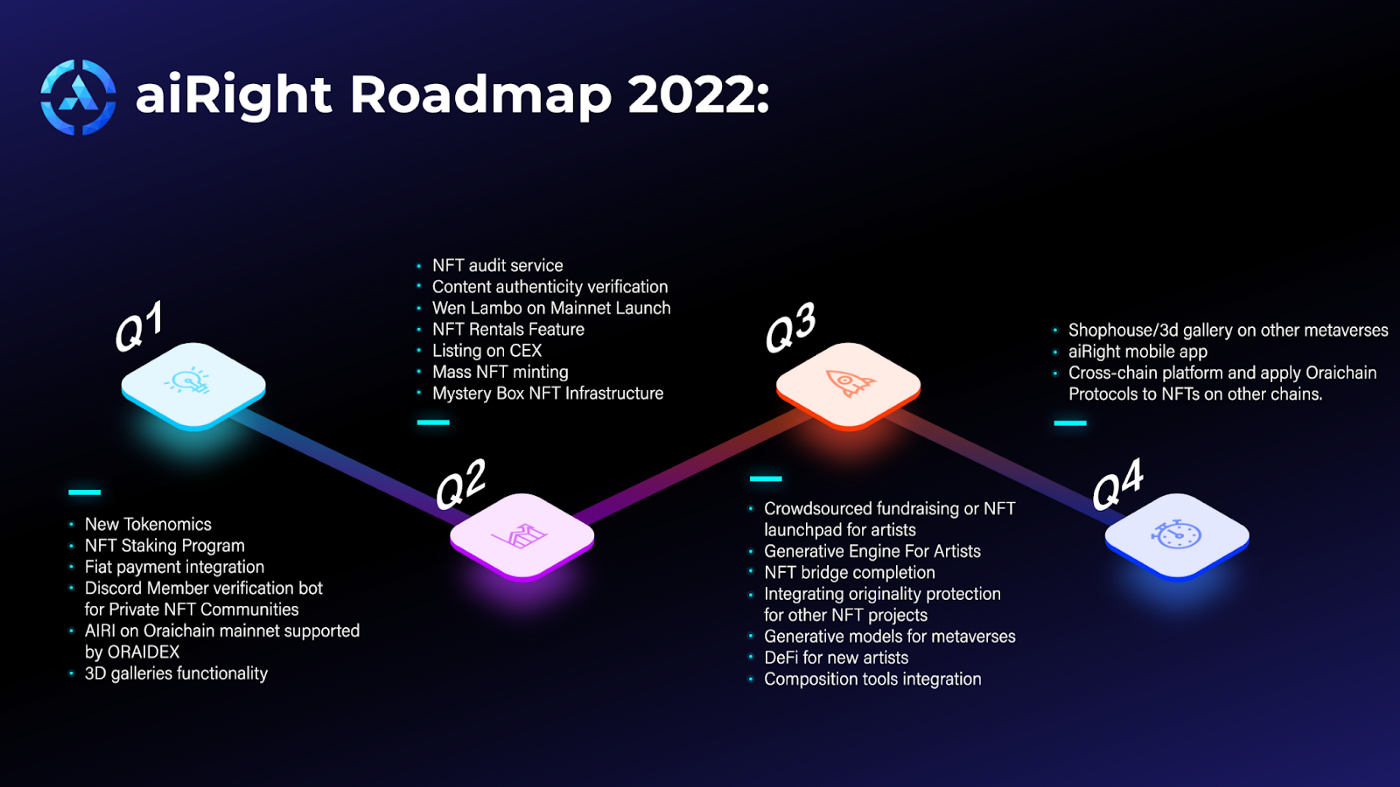 aiRight Roadmap 2022:
Q1
• New Tokenomics
• NFT Staking Program
• Fiat payment integration
• Discord Member verification bot
for Private NFT Communities
• AIRI on Oraichain mainnet supported
by ORAIDEX
• 3D galleries functionality
• NFT audit service
• Content authenticity verification
• Wen Lambo on Mainnet Launch
• NFT Rentals Feature
• Listing on CEX
• Mass NFT minting
• Mystery Box NFT Infrastructure
Q2
Q3
• Crowdsourced fundraising or NFT
launchpad for artists
• Generative Engine For Artists
• NFT bridge completion
• Integrating originality protection
for other NFT projects
• Generative models for metaverses
• DeFi for new artists
• Composition tools integration
• Shophouse/3d gallery on other metaverses
• aiRight mobile app
• Cross-chain platform and apply Oraichain
Protocols to NFTs on other chains.
Q4